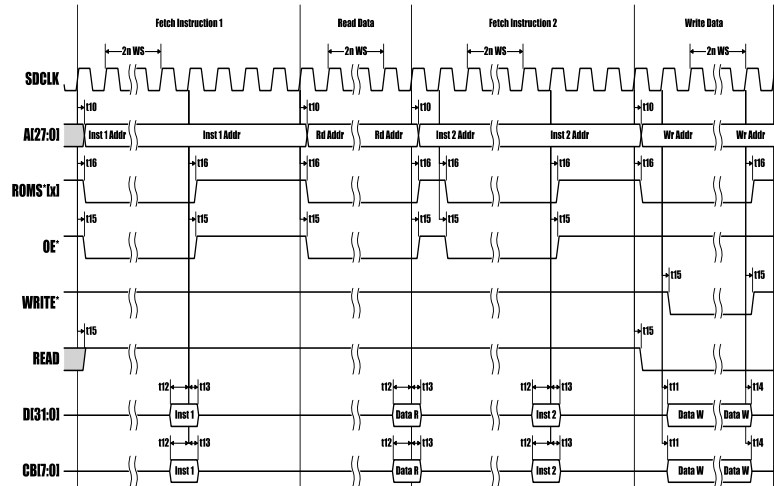 Fetch Instruction 1 Read Data Fetch Instruction 2 Write Data
2n WS 2n WS 2n WS 2n WS
SDCLK
t10 t10 t10 t10
A[27:0] Inst 1 Addr Inst 1 Addr Rd Addr Rd Addr Inst 2 Addr Inst 2 Addr Wr Addr Wr Addr
t16 t16 t16 t16 t16 t16 t16 t16
ROMS*[x]
t15 t15 t15 t15 t15 t15
OE*
t15 t15
WRITE*
t15 t15
READ
t12 t13 t12 t13 t12 t13 t11 t14
D[31:0] Inst 1 Data R Inst 2 Data W Data W
t12 t13 t12 t13 t12 t13 t11 t14
CB[7:0] Inst 1 Data R Inst 2 Data W Data W